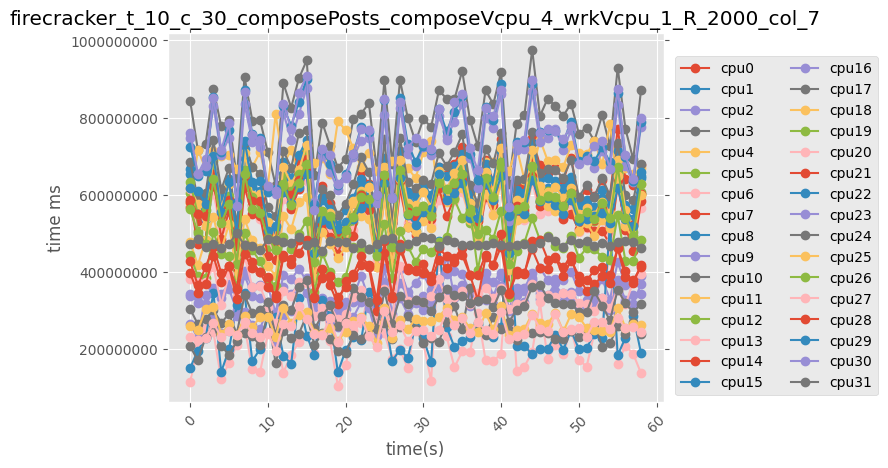 firecracker_t_10_c_30_composePosts_composeVcpu_4_wrkVcpu_1_R_2000_col_7
1000000000
800000000
600000000
400000000
200000000
time ms
0
10
20
30
40
50
60
time(s)
cpu0
cpu1
cpu2
cpu3
cpu4
cpu5
cpu6
cpu7
cpu8
cpu9
cpu10
cpu11
cpu12
cpu13
cpu14
cpu15
cpu16
cpu17
cpu18
cpu19
cpu20
cpu21
cpu22
cpu23
cpu24
cpu25
cpu26
cpu27
cpu28
cpu29
cpu30
cpu31